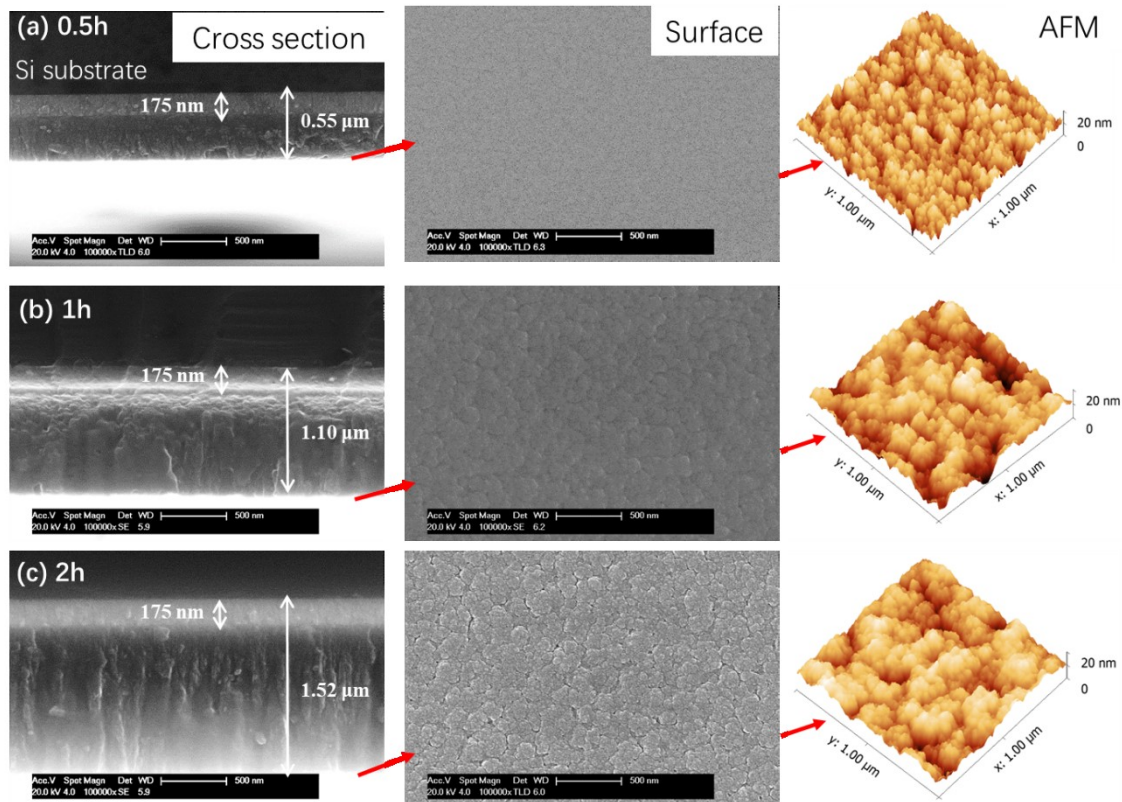 (a) 0.5h
Cross section
Surface
AFM
Si substrate
175 nm
0.55 µm
20 nm
0
y: 1.00 µm
x: 1.00 µm
Acc.V Spot Magn Det WD 500 nm
20.0 kV 4.0 100000x TLD 6.0
Acc.V Spot Magn Det WD 500 nm
20.0 kV 4.0 100000x TLD 6.3
(b) 1h
175 nm
1.10 µm
20 nm
0
y: 1.00 µm
x: 1.00 µm
Acc.V Spot Magn Det WD 500 nm
20.0 kV 4.0 100000x SE 5.9
Acc.V Spot Magn Det WD 500 nm
20.0 kV 4.0 100000x SE 6.2
(c) 2h
175 nm
1.52 µm
20 nm
0
y: 1.00 µm
x: 1.00 µm
Acc.V Spot Magn Det WD 500 nm
20.0 kV 4.0 100000x SE 5.9
Acc.V Spot Magn Det WD 500 nm
20.0 kV 4.0 100000x TLD 6.0